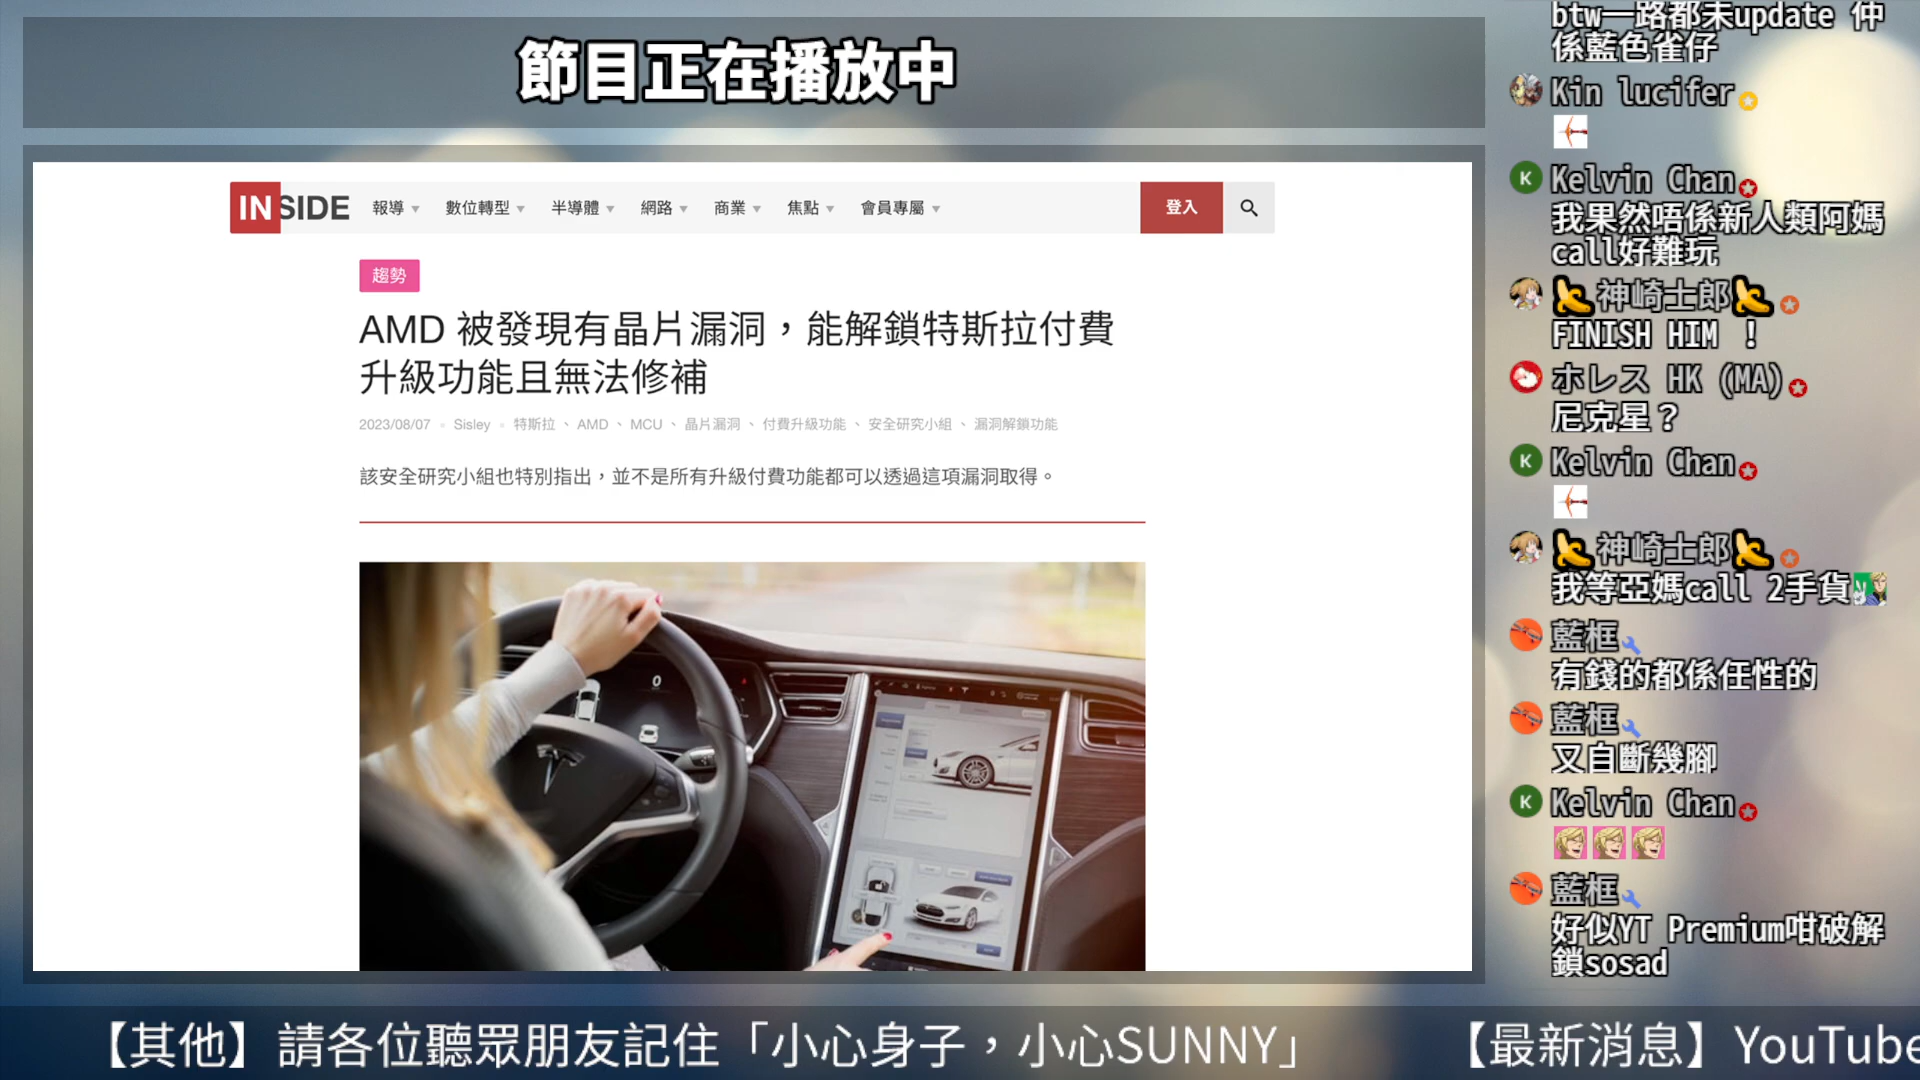 節目正在播放中
INSIDE
報導
數位轉型
半導體
網路
商業
焦點
會員專屬
登入
趨勢
AMD 被發現有晶片漏洞，能解鎖特斯拉付費
升級功能且無法修補
2023/08/07 Sisley 特斯拉、AMD、MCU、晶片漏洞、付費升級功能、安全研究小組、漏洞解鎖功能
該安全研究小組也特別指出，並不是所有升級付費功能都可以透過這項漏洞取得。
0
btw一路都未update 仲
係藍色雀仔
Kin lucifer
K Kelvin Chan
我果然唔係新人類阿媽
call好難玩
神崎士郎
FINISH HIM ！
ホレス HK (MA)
尼克星？
K Kelvin Chan
神崎士郎
我等亞媽call 2手貨
藍框
有錢的都係任性的
藍框
又自斷幾腳
K Kelvin Chan
藍框
好似YT Premium咁破解
鎖sosad
【其他】請各位聽眾朋友記住「小心身子，小心SUNNY」
【最新消息】YouTube